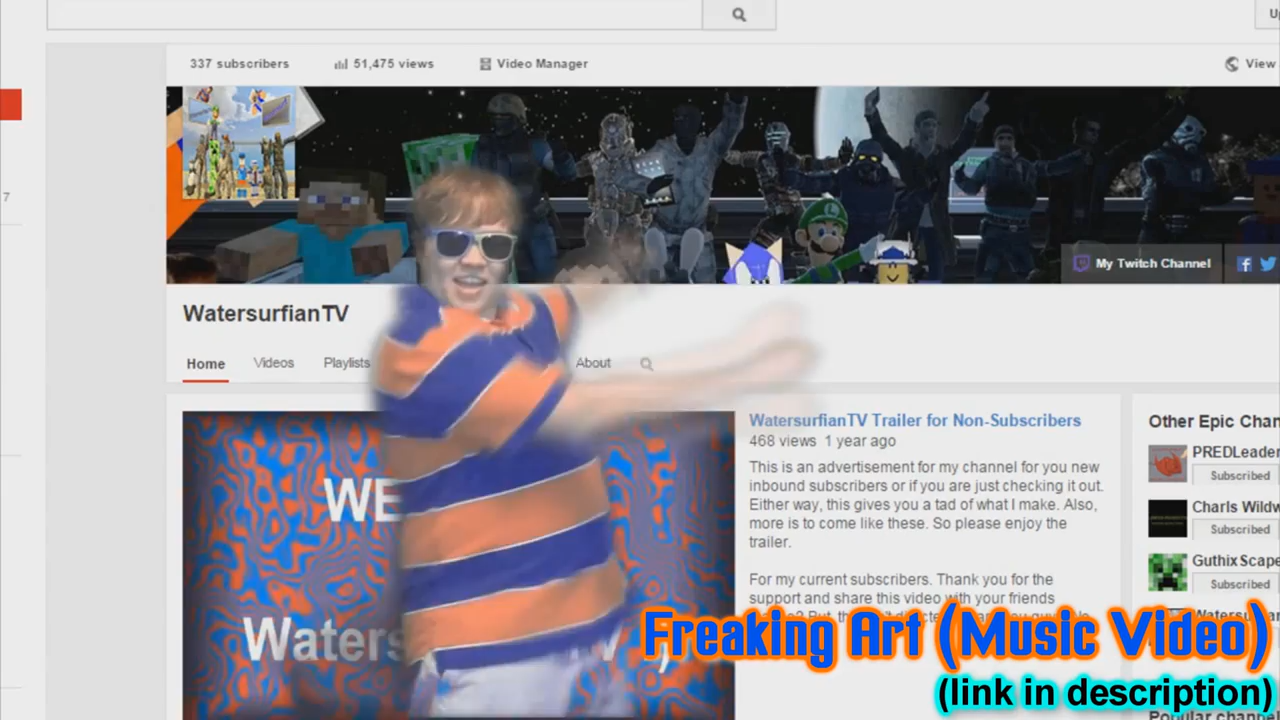 337 subscribers
51,475 views
Video Manager
View
7
My Twitch Channel
WatersurfianTV
Home
Videos
Playlists
About
WatersurfianTV Trailer for Non-Subscribers
468 views 1 year ago
This is an advertisement for my channel for you new
inbound subscribers or if you are just checking it out.
Either way, this gives you a tad of what I make. Also,
more is to come like these. So please enjoy the
trailer.
For my current subscribers. Thank you for the
support and share this video with your friends
Other Epic Chan
PREDLeader
Subscribed
Charls Wildw
Subscribed
GuthixScape
Subscribed
WE
Waters
Freaking Art (Music Video)
(link in description)